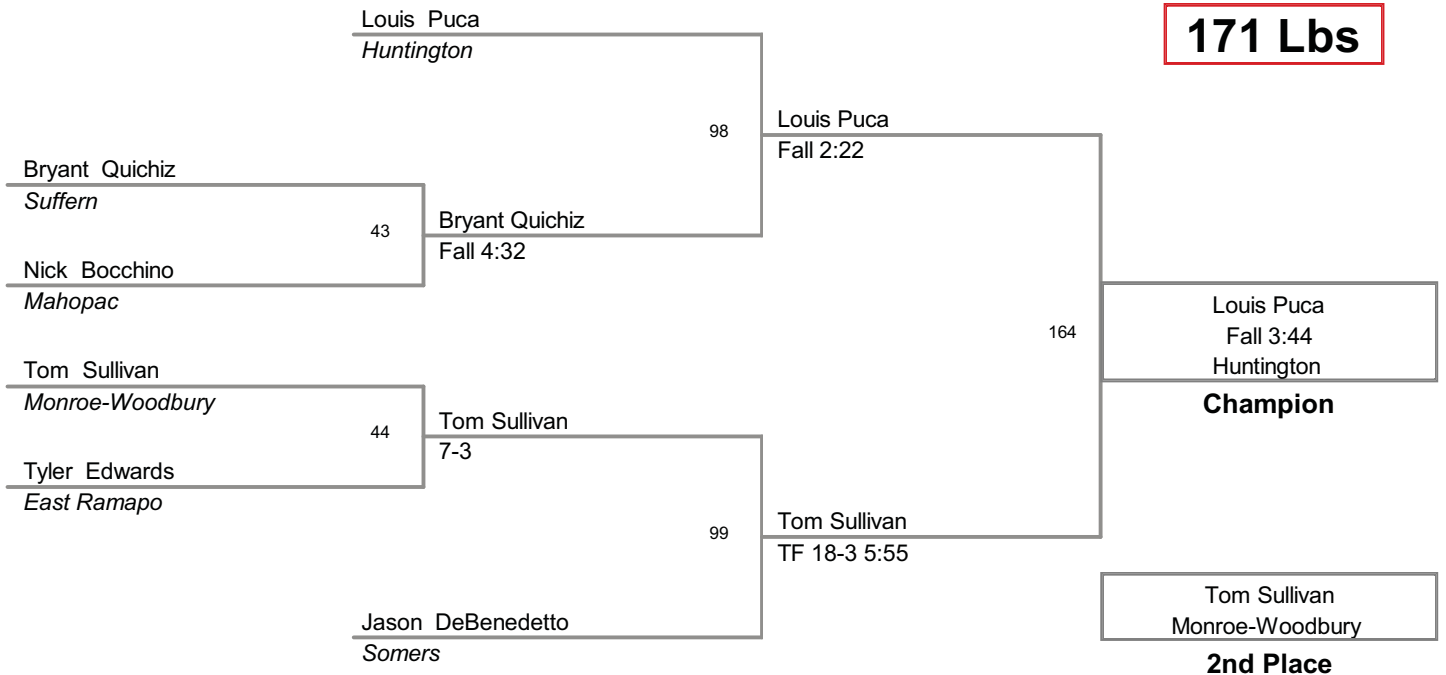 Louis Puca
Huntington
171 Lbs
98
Louis Puca
Fall 2:22
Bryant Quichiz
Suffern
43
Bryant Quichiz
Fall 4:32
Nick Bocchino
Mahopac
164
Louis Puca
Fall 3:44
Huntington
Champion
Tom Sullivan
Monroe-Woodbury
44
Tom Sullivan
7-3
Tyler Edwards
East Ramapo
99
Tom Sullivan
TF 18-3 5:55
Jason DeBenedetto
Somers
Tom Sullivan
Monroe-Woodbury
2nd Place